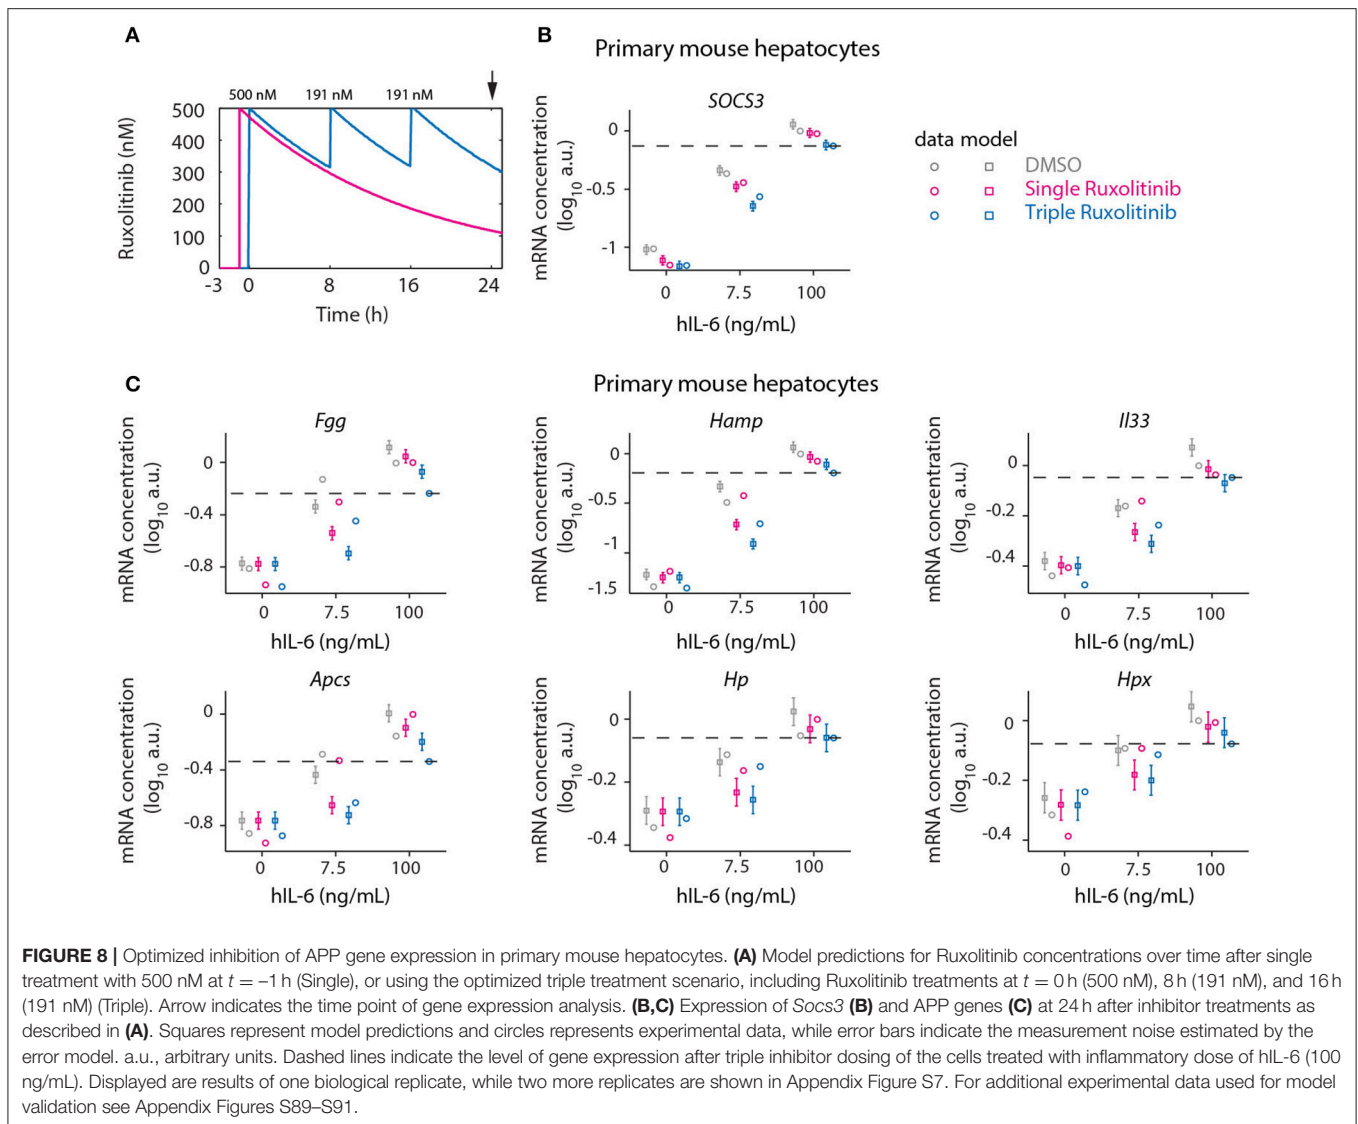 A
500 nM 191 nM 191 nM
Ruxolitinib (nM)
500
400
300
200
100
0
-3 0 8 16 24
Time (h)
B
Primary mouse hepatocytes
SOCS3
mRNA concentration
(log10 a.u.)
0
-0.5
-1
0 7.5 100
hIL-6 (ng/mL)
data model
DMSO
Single Ruxolitinib
Triple Ruxolitinib
C
Primary mouse hepatocytes
Fgg
mRNA concentration
(log10 a.u.)
0
-0.4
-0.8
0 7.5 100
hIL-6 (ng/mL)
Hamp
mRNA concentration
(log10 a.u.)
0
-0.5
-1
-1.5
0 7.5 100
hIL-6 (ng/mL)
Il33
mRNA concentration
(log10 a.u.)
0
-0.2
-0.4
0 7.5 100
hIL-6 (ng/mL)
Apcs
mRNA concentration
(log10 a.u.)
0
-0.4
-0.8
0 7.5 100
hIL-6 (ng/mL)
Hp
mRNA concentration
(log10 a.u.)
0
-0.2
-0.4
0 7.5 100
hIL-6 (ng/mL)
Hpx
mRNA concentration
(log10 a.u.)
0
-0.2
-0.4
0 7.5 100
hIL-6 (ng/mL)
FIGURE 8 | Optimized inhibition of APP gene expression in primary mouse hepatocytes. (A) Model predictions for Ruxolitinib concentrations over time after single
treatment with 500 nM at t = –1 h (Single), or using the optimized triple treatment scenario, including Ruxolitinib treatments at t = 0 h (500 nM), 8 h (191 nM), and 16 h
(191 nM) (Triple). Arrow indicates the time point of gene expression analysis. (B,C) Expression of Socs3 (B) and APP genes (C) at 24 h after inhibitor treatments as
described in (A). Squares represent model predictions and circles represents experimental data, while error bars indicate the measurement noise estimated by the
error model. a.u., arbitrary units. Dashed lines indicate the level of gene expression after triple inhibitor dosing of the cells treated with inflammatory dose of hIL-6 (100
ng/mL). Displayed are results of one biological replicate, while two more replicates are shown in Appendix Figure S7. For additional experimental data used for model
validation see Appendix Figures S89–S91.